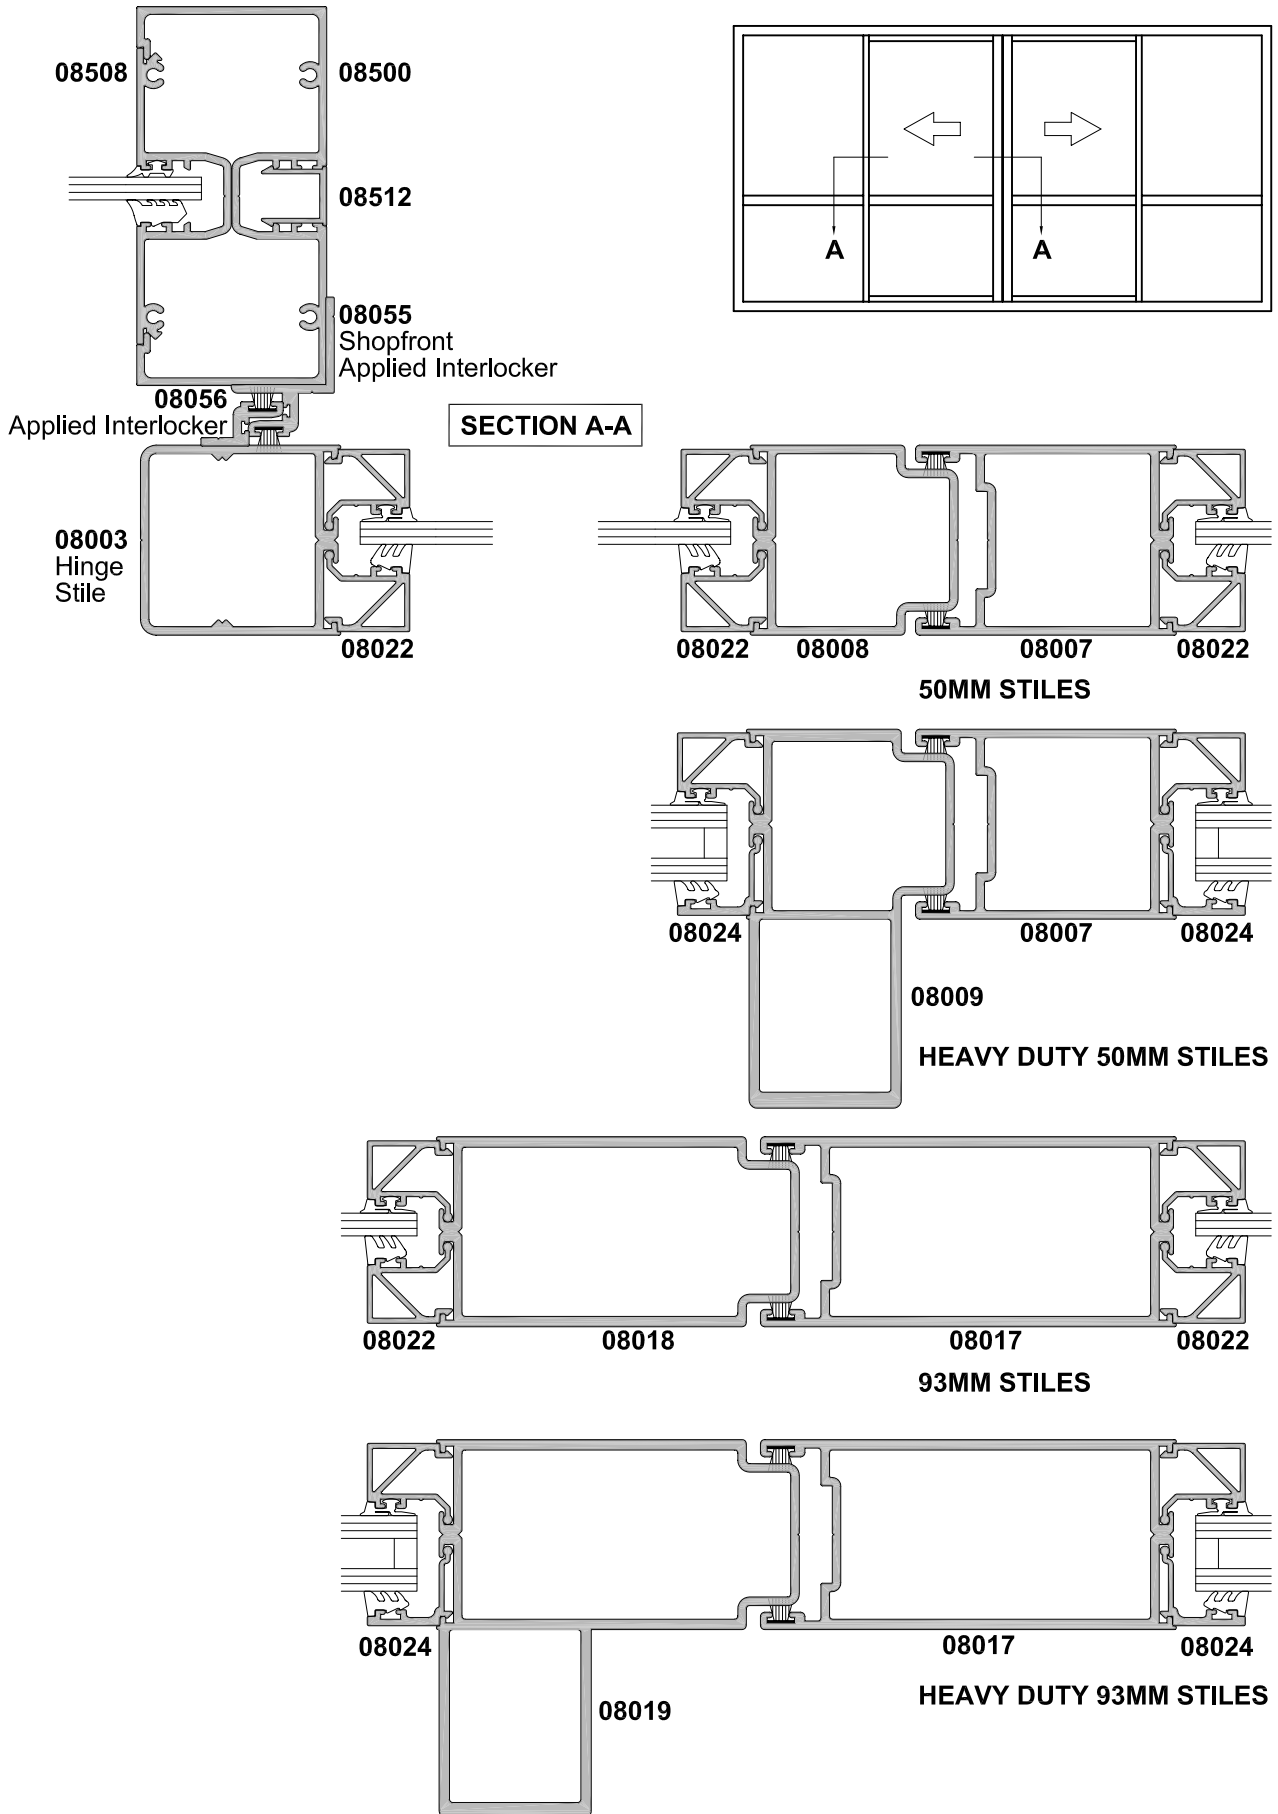 08508
08500
08512
08055
Shopfront
Applied Interlocker
08056
Applied Interlocker
A
A
SECTION A-A
08003
Hinge
Stile
08022
08022
08008
08007
08022
50MM STILES
08024
08007
08024
08009
HEAVY DUTY 50MM STILES
08022
08018
08017
08022
93MM STILES
08024
08017
08024
08019
HEAVY DUTY 93MM STILES